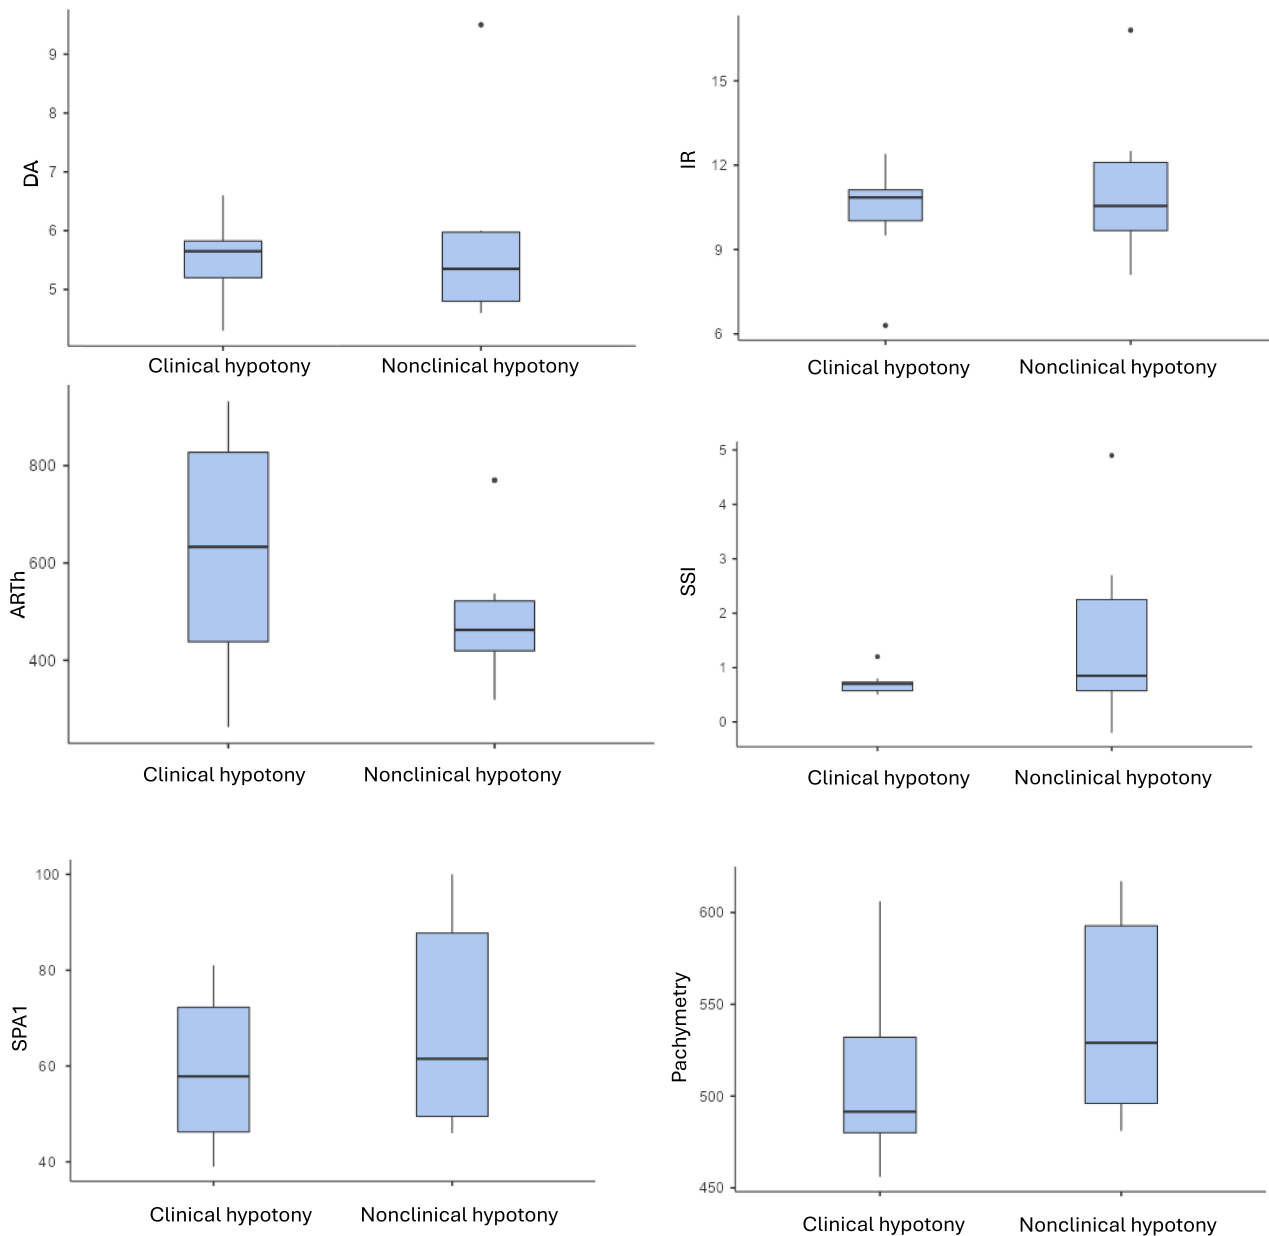 DA
9
8
7
6
5
Clinical hypotony Nonclinical hypotony
IR
15
12
9
6
Clinical hypotony Nonclinical hypotony
ARTh
800
600
400
Clinical hypotony Nonclinical hypotony
SSI
5
4
3
2
1
0
Clinical hypotony Nonclinical hypotony
SPA1
100
80
60
40
Clinical hypotony Nonclinical hypotony
Pachymetry
600
550
500
450
Clinical hypotony Nonclinical hypotony